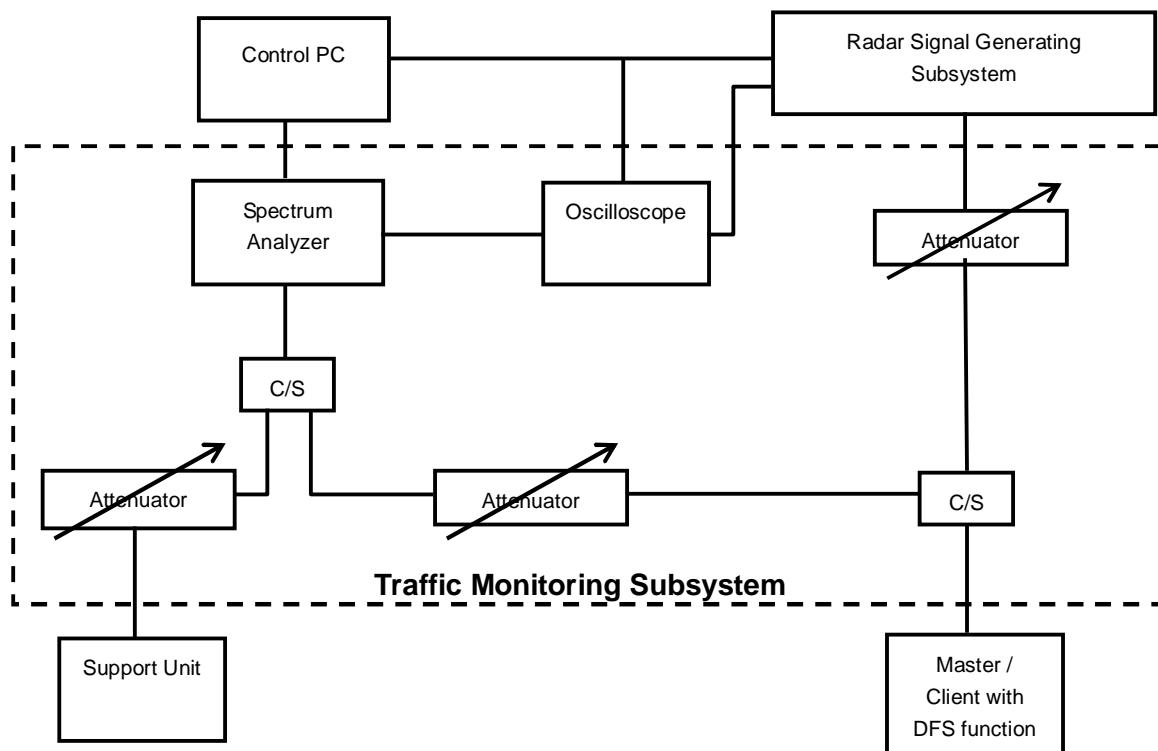 Control PC
Radar Signal Generating
Subsystem
Spectrum
Analyzer
Oscilloscope
Attenuator
C/S
Attenuator
Attenuator
C/S
Traffic Monitoring Subsystem
Support Unit
Master /
Client with
DFS function